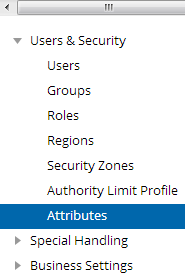 Users & Security
Users
Groups
Roles
Regions
Security Zones
Authority Limit Profile
Attributes
Special Handling
Business Settings